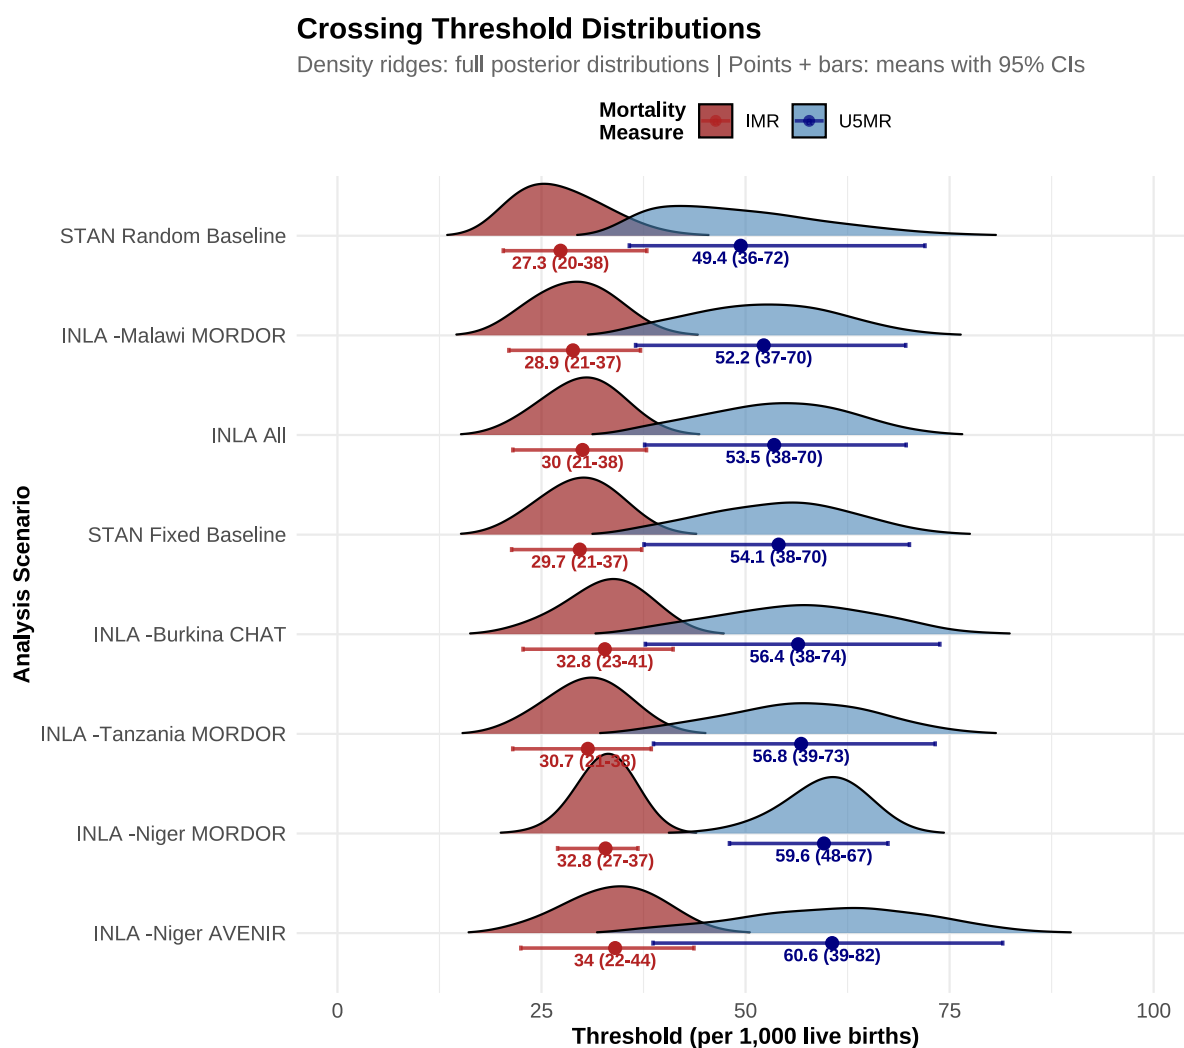 Crossing Threshold Distributions
Density ridges: full posterior distributions | Points + bars: means with 95% CIs
Mortality
Measure
IMR
U5MR
STAN Random Baseline
27.3 (20-38)
49.4 (36-72)
INLA -Malawi MORDOR
28.9 (21-37)
52.2 (37-70)
INLA All
30 (21-38)
53.5 (38-70)
STAN Fixed Baseline
29.7 (21-37)
54.1 (38-70)
INLA -Burkina CHAT
32.8 (23-41)
56.4 (38-74)
INLA -Tanzania MORDOR
30.7 (21-38)
56.8 (39-73)
INLA -Niger MORDOR
32.8 (27-37)
59.6 (48-67)
INLA -Niger AVENIR
34 (22-44)
60.6 (39-82)
Analysis Scenario
0
25
50
75
100
Threshold (per 1,000 live births)